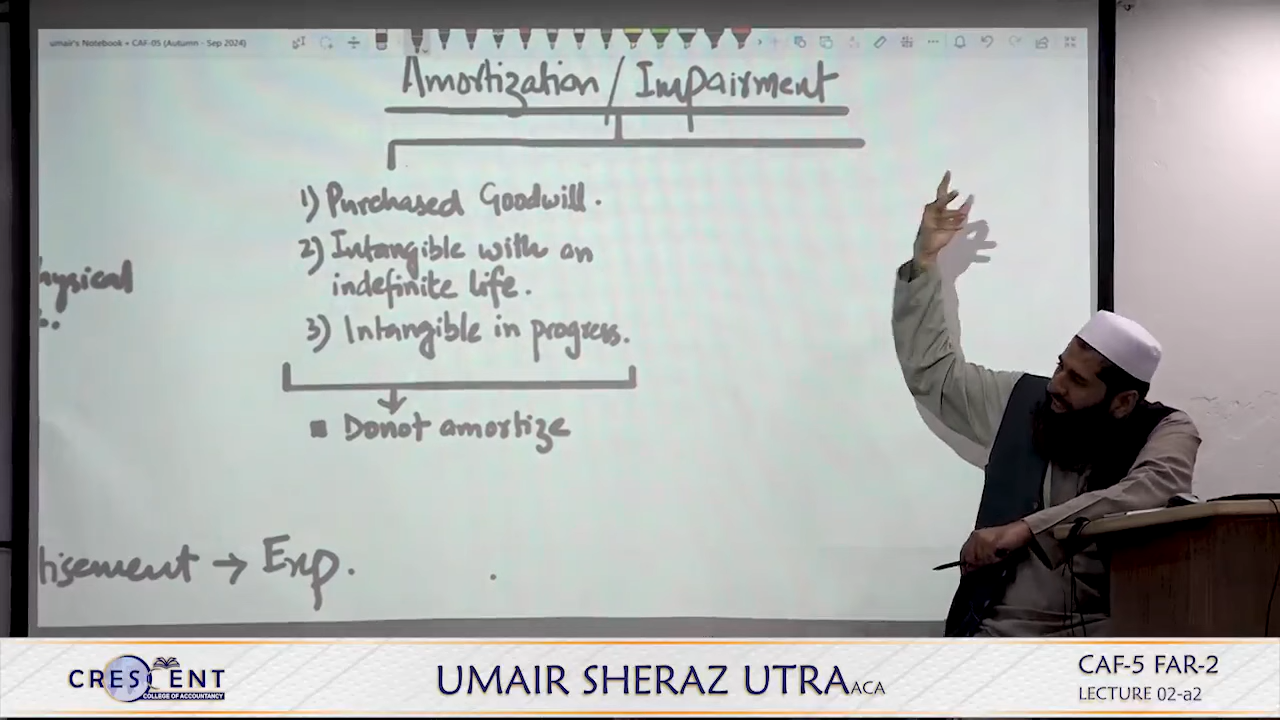 umair's Notebook • CAF-05 (Autumn - Sep 2024)
Amortization / Impairment
1) Purchased Goodwill.
2) Intangible with an
indefinite life.
3) Intangible in progress.
Donot amortize
hysical
tisement → Exp.
CRESCENT
COLLEGE OF ACCOUNTANCY
UMAIR SHERAZ UTRA ACA
CAF-5 FAR-2
LECTURE 02-a2